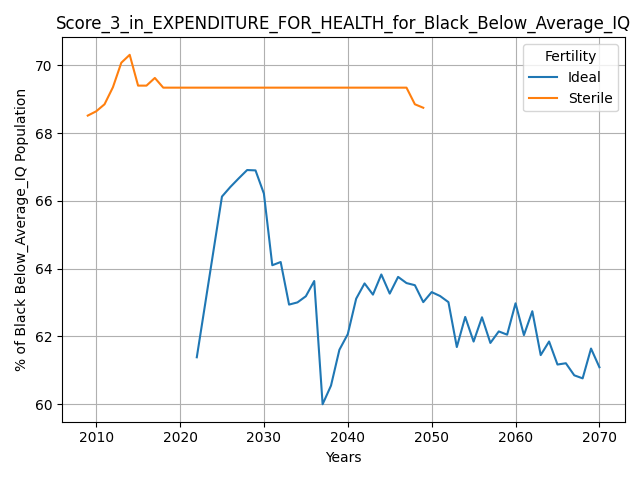 Score_3_in_EXPENDITURE_FOR_HEALTH_for_Black_Below_Average_IQ
Fertility
Ideal
Sterile
% of Black Below_Average_IQ Population
70
68
66
64
62
60
2010
2020
2030
2040
2050
2060
2070
Years